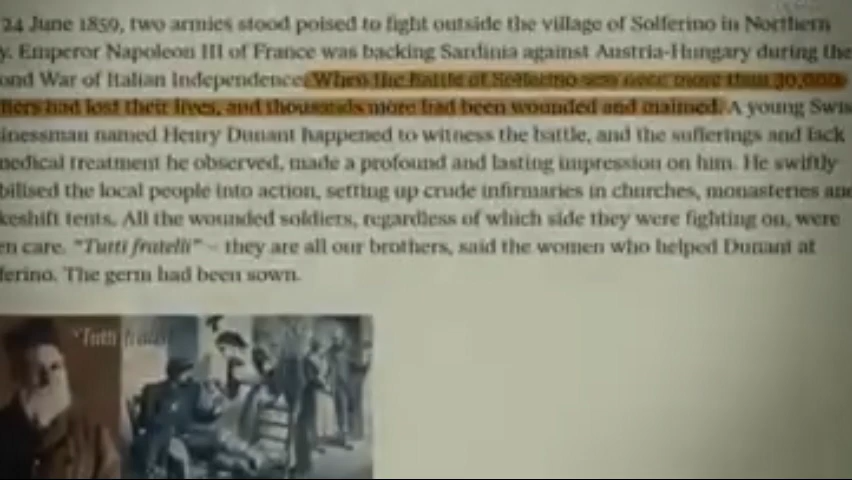 24 June 1859, two armies stood poised to fight outside the village of Solferino in Northern
y. Emperor Napoleon III of France was backing Sardinia against Austria-Hungary during the
ond War of Italian Independence. When the Battle of Solferino was over more than 30,000
diers had lost their lives, and thousands more had been wounded and maimed. A young Swis
inessman named Henry Dunant happened to witness the battle, and the sufferings and lack
medical treatment he observed, made a profound and lasting impression on him. He swiftly
bilised the local people into action, setting up crude infirmaries in churches, monasteries and
keshift tents. All the wounded soldiers, regardless of which side they were fighting on, were
en care. "Tutti fratelli" – they are all our brothers, said the women who helped Dunant at
ferino. The germ had been sown.
"Tutti fratelli"